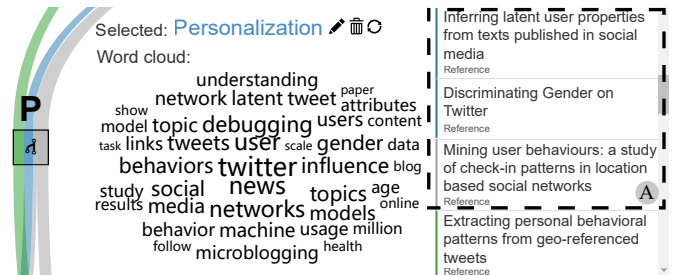 Selected: Personalization
Word cloud:
understanding
network latent tweet paper attributes
show
model topic debugging users content
task links tweets user scale gender data
behaviors twitter influence blog
study social news topics age
results media networks models online
behavior machine usage million
follow microblogging health
P
Inferring latent user properties
from texts published in social
media
Reference
Discriminating Gender on
Twitter
Reference
Mining user behaviours: a study
of check-in patterns in location
based social networks
Reference
A
Extracting personal behavioral
patterns from geo-referenced
tweets
Reference